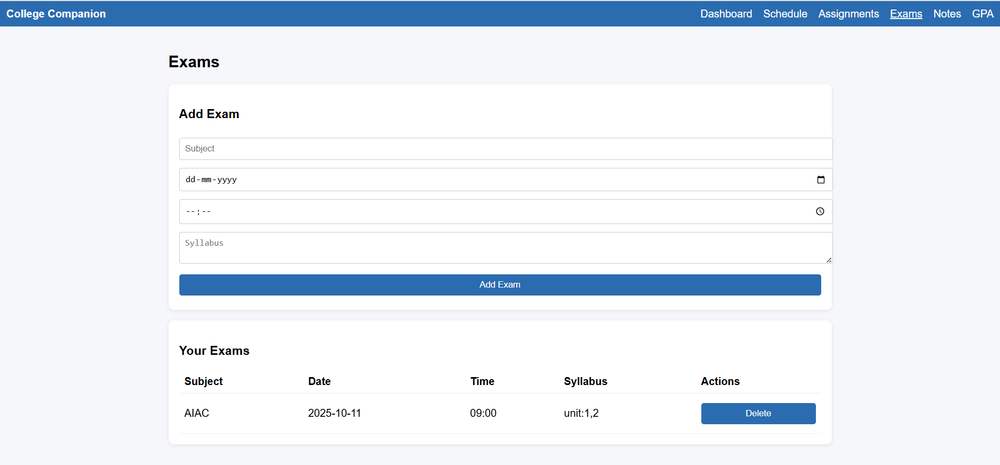 College Companion Dashboard Schedule Assignments Exams Notes GPA
Exams
Add Exam
Subject
dd-mm-yyyy
--:--
Syllabus
Add Exam
Your Exams
Subject Date Time Syllabus Actions
AIAC 2025-10-11 09:00 unit:1,2 Delete